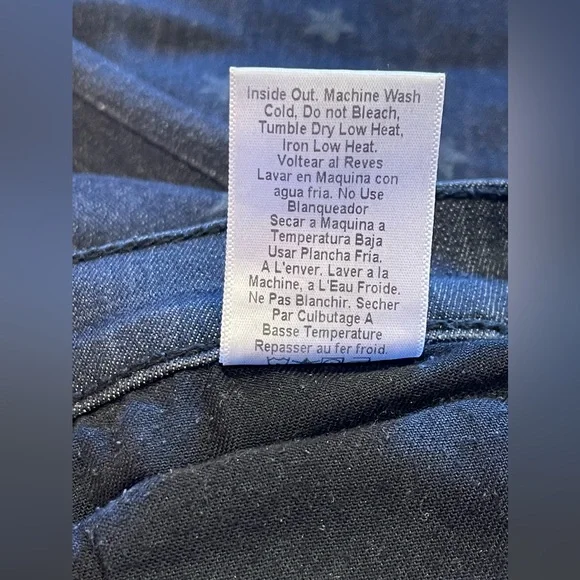 Inside Out. Machine Wash
Cold, Do not Bleach,
Tumble Dry Low Heat,
Iron Low Heat.
Voltear al Reves
Lavar en Maquina con
agua fria. No Use
Blanqueador
Secar a Maquina a
Temperatura Baja
Usar Plancha Fria.
A L'enver. Laver a la
Machine, a L'Eau Froide.
Ne Pas Blanchir. Secher
Par Culbutage A
Basse Temperature
Repasser au fer froid.